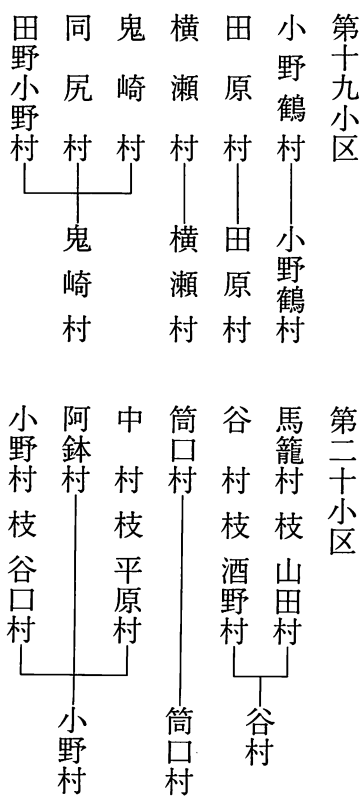 第十九小区
小野鶴村 小野鶴村
田原村 田原村
横瀬村 横瀬村
鬼崎村
同尻村 鬼崎村
田野小野村
第二十小区
馬籠村 枝 山田村
谷村 枝 酒野村
谷村
筒口村 筒口村
中村 枝 平原村
阿鉢村 小野村
小野村 枝 谷口村